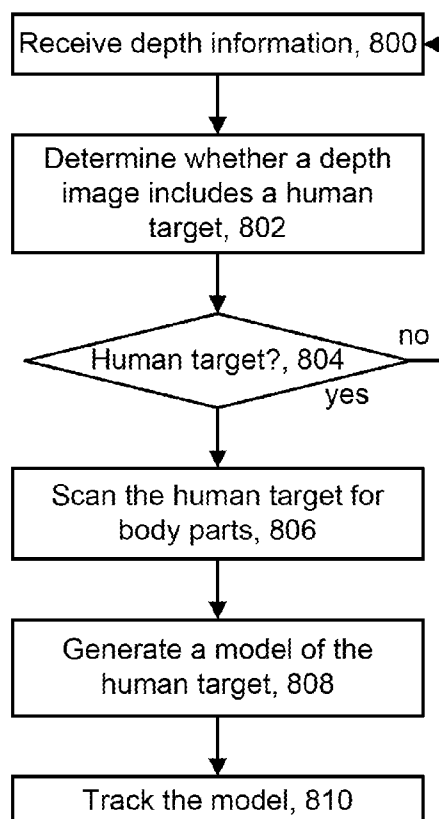 Receive depth information, 800
Determine whether a depth
image includes a human
target, 802
Human target?, 804
no
yes
Scan the human target for
body parts, 806
Generate a model of the
human target, 808
Track the model, 810